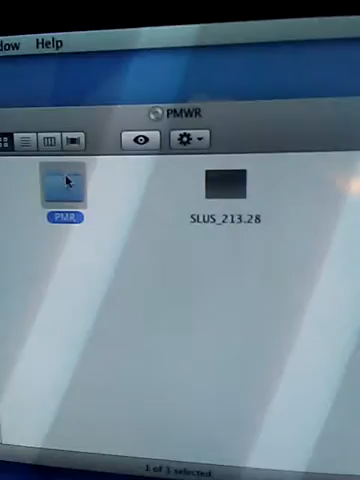 dow Help
PMWR
PMR
SLUS_213.28
1 of 3 selected